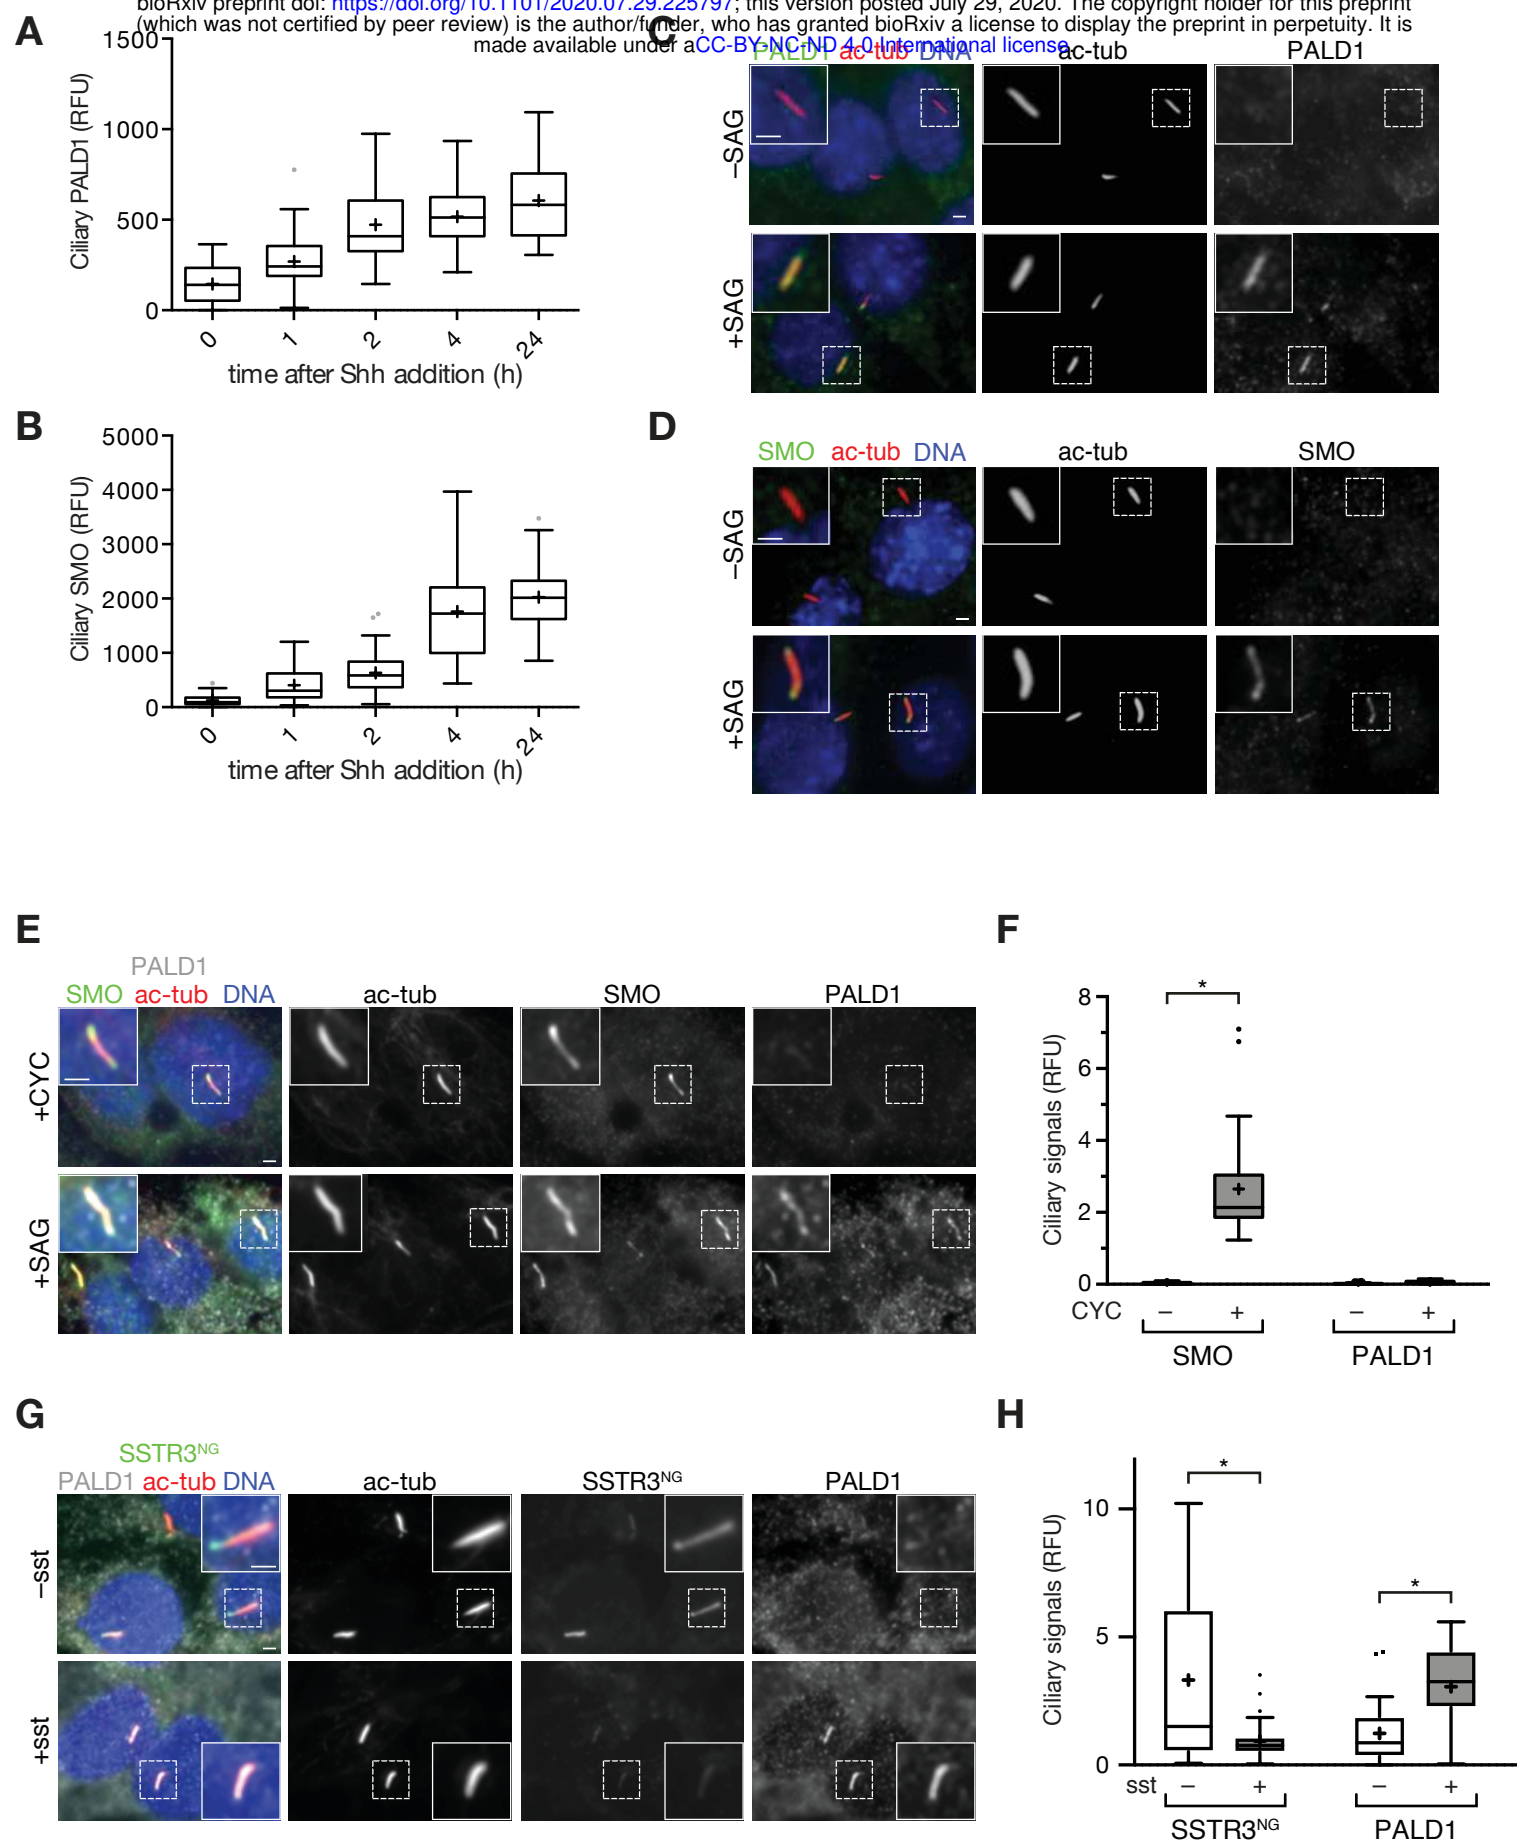 bioRxiv preprint doi: https://doi.org/10.1101/2020.07.29.225797; this version posted July 29, 2020. The copyright holder for this preprint
(which was not certified by peer review) is the author/funder, who has granted bioRxiv a license to display the preprint in perpetuity. It is
made available under aCC-BY-NC-ND 4.0 International license.
A
Ciliary PALD1 (RFU)
1500
1000
500
0
0 1 2 4 24
time after Shh addition (h)
B
Ciliary SMO (RFU)
5000
4000
3000
2000
1000
0
0 1 2 4 24
time after Shh addition (h)
C
PALD1 ac-tub DNA ac-tub PALD1
–SAG
+SAG
D
SMO ac-tub DNA ac-tub SMO
–SAG
+SAG
E
PALD1
SMO ac-tub DNA ac-tub SMO PALD1
+CYC
+SAG
F
Ciliary signals (RFU)
8
6
4
2
0
*
CYC – + – +
SMO PALD1
G
SSTR3NG
PALD1 ac-tub DNA ac-tub SSTR3NG PALD1
–sst
+sst
H
Ciliary signals (RFU)
10
5
0
*
*
sst – + – +
SSTR3NG PALD1